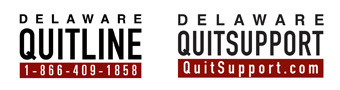 DELAWARE
QUITLINE
1-866-409-1858
DELAWARE
QUITSUPPORT
QuitSupport.com